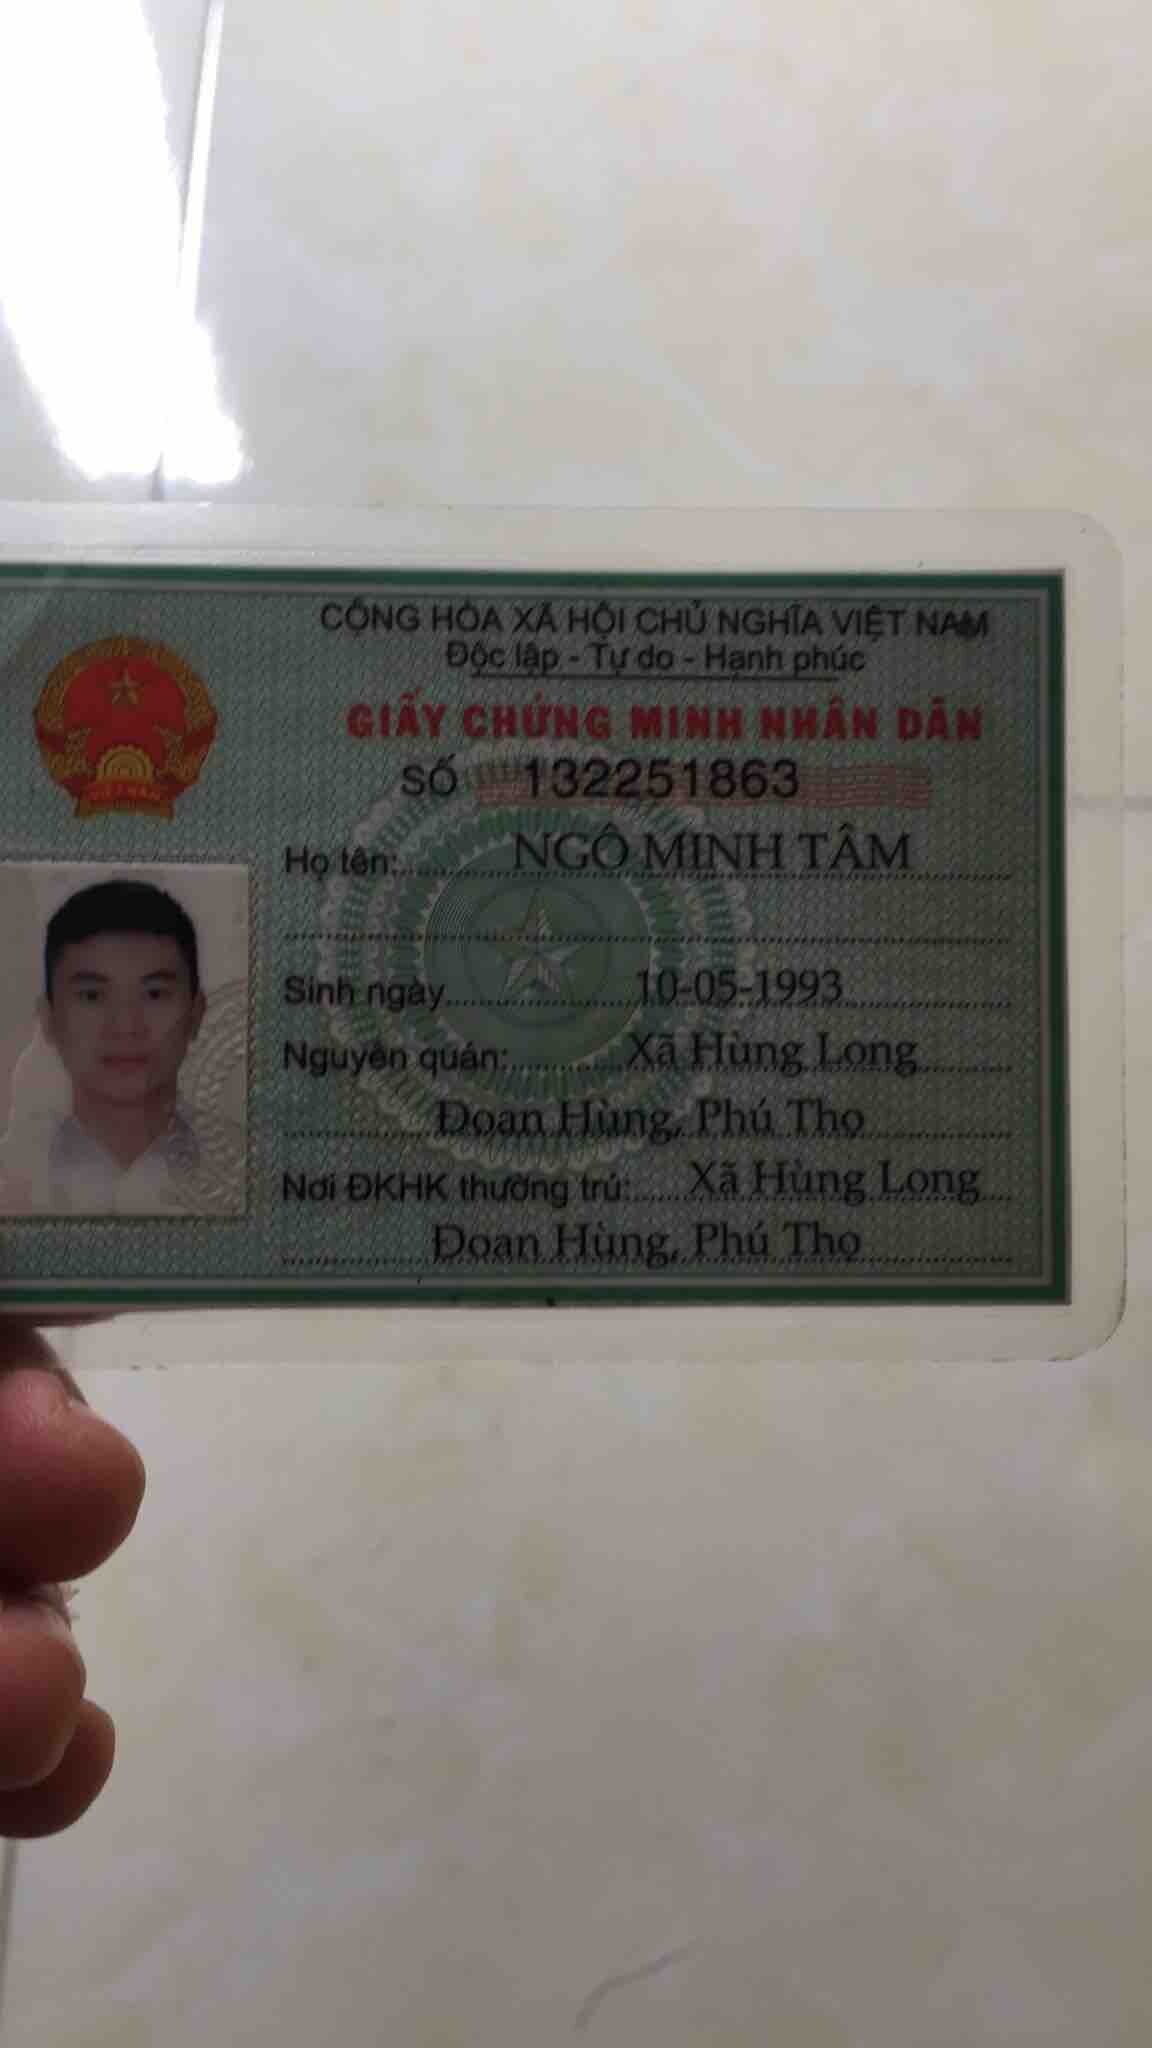 CỘNG HÒA XÃ HỘI CHỦ NGHĨA VIỆT NAM
Độc lập - Tự do - Hạnh phúc
GIẤY CHỨNG MINH NHÂN DÂN
SỐ 132251863
Họ tên: NGÔ MINH TÂM
Sinh ngày 10-05-1993
Nguyên quán: Xã Hùng Long
Đoan Hùng, Phú Thọ
Nơi ĐKHK thường trú: Xã Hùng Long
Đoan Hùng, Phú Thọ
VIỆT NAM